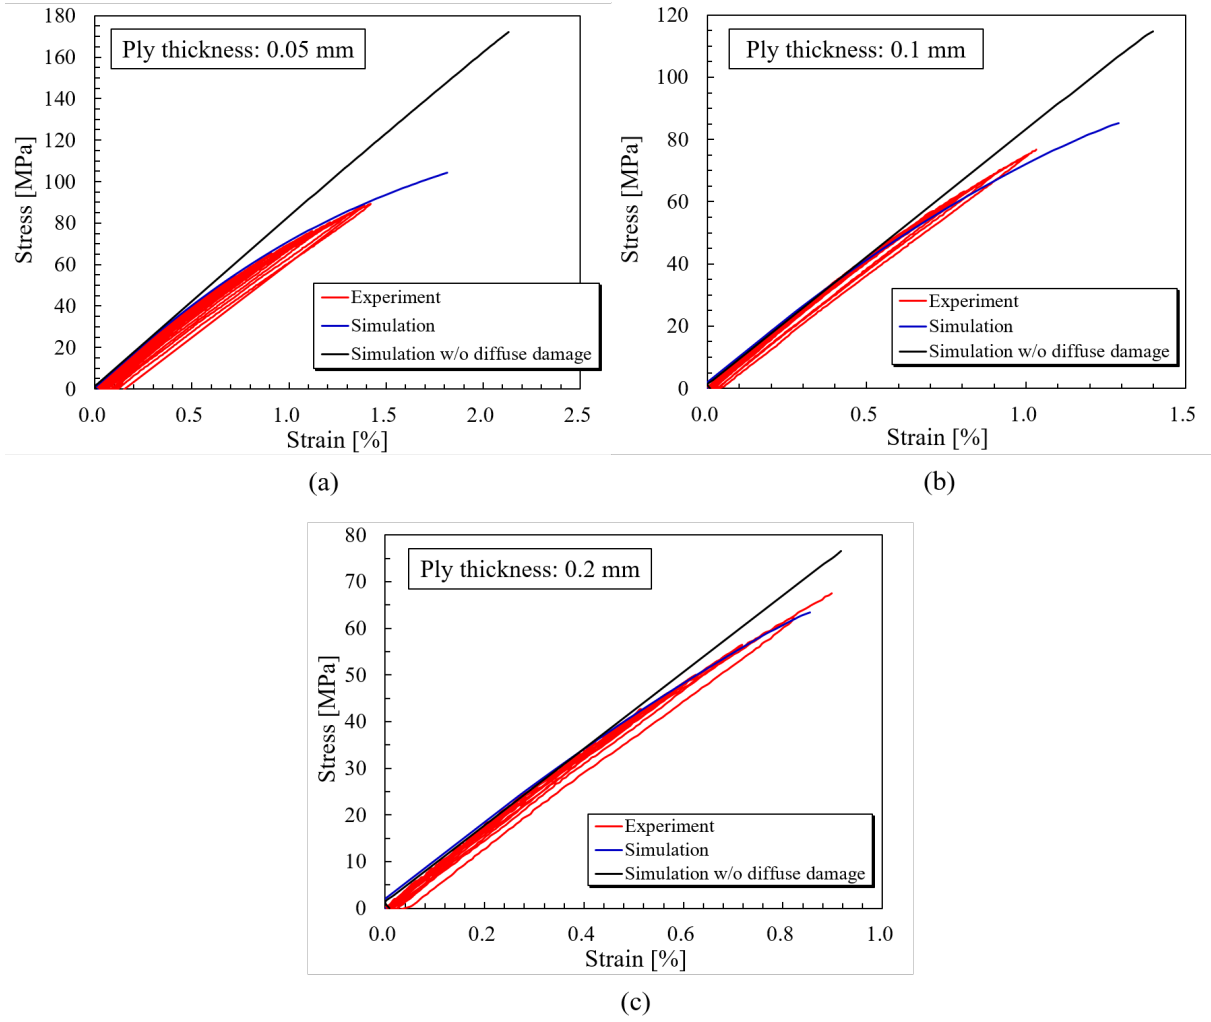 Ply thickness: 0.05 mm
Stress [MPa]
180
160
140
120
100
80
60
40
20
0
0.0 0.5 1.0 1.5 2.0 2.5
Strain [%]
Experiment
Simulation
Simulation w/o diffuse damage
(a)
Ply thickness: 0.1 mm
Stress [MPa]
120
100
80
60
40
20
0
0.0 0.5 1.0 1.5
Strain [%]
Experiment
Simulation
Simulation w/o diffuse damage
(b)
Ply thickness: 0.2 mm
Stress [MPa]
80
70
60
50
40
30
20
10
0
0.0 0.2 0.4 0.6 0.8 1.0
Strain [%]
Experiment
Simulation
Simulation w/o diffuse damage
(c)